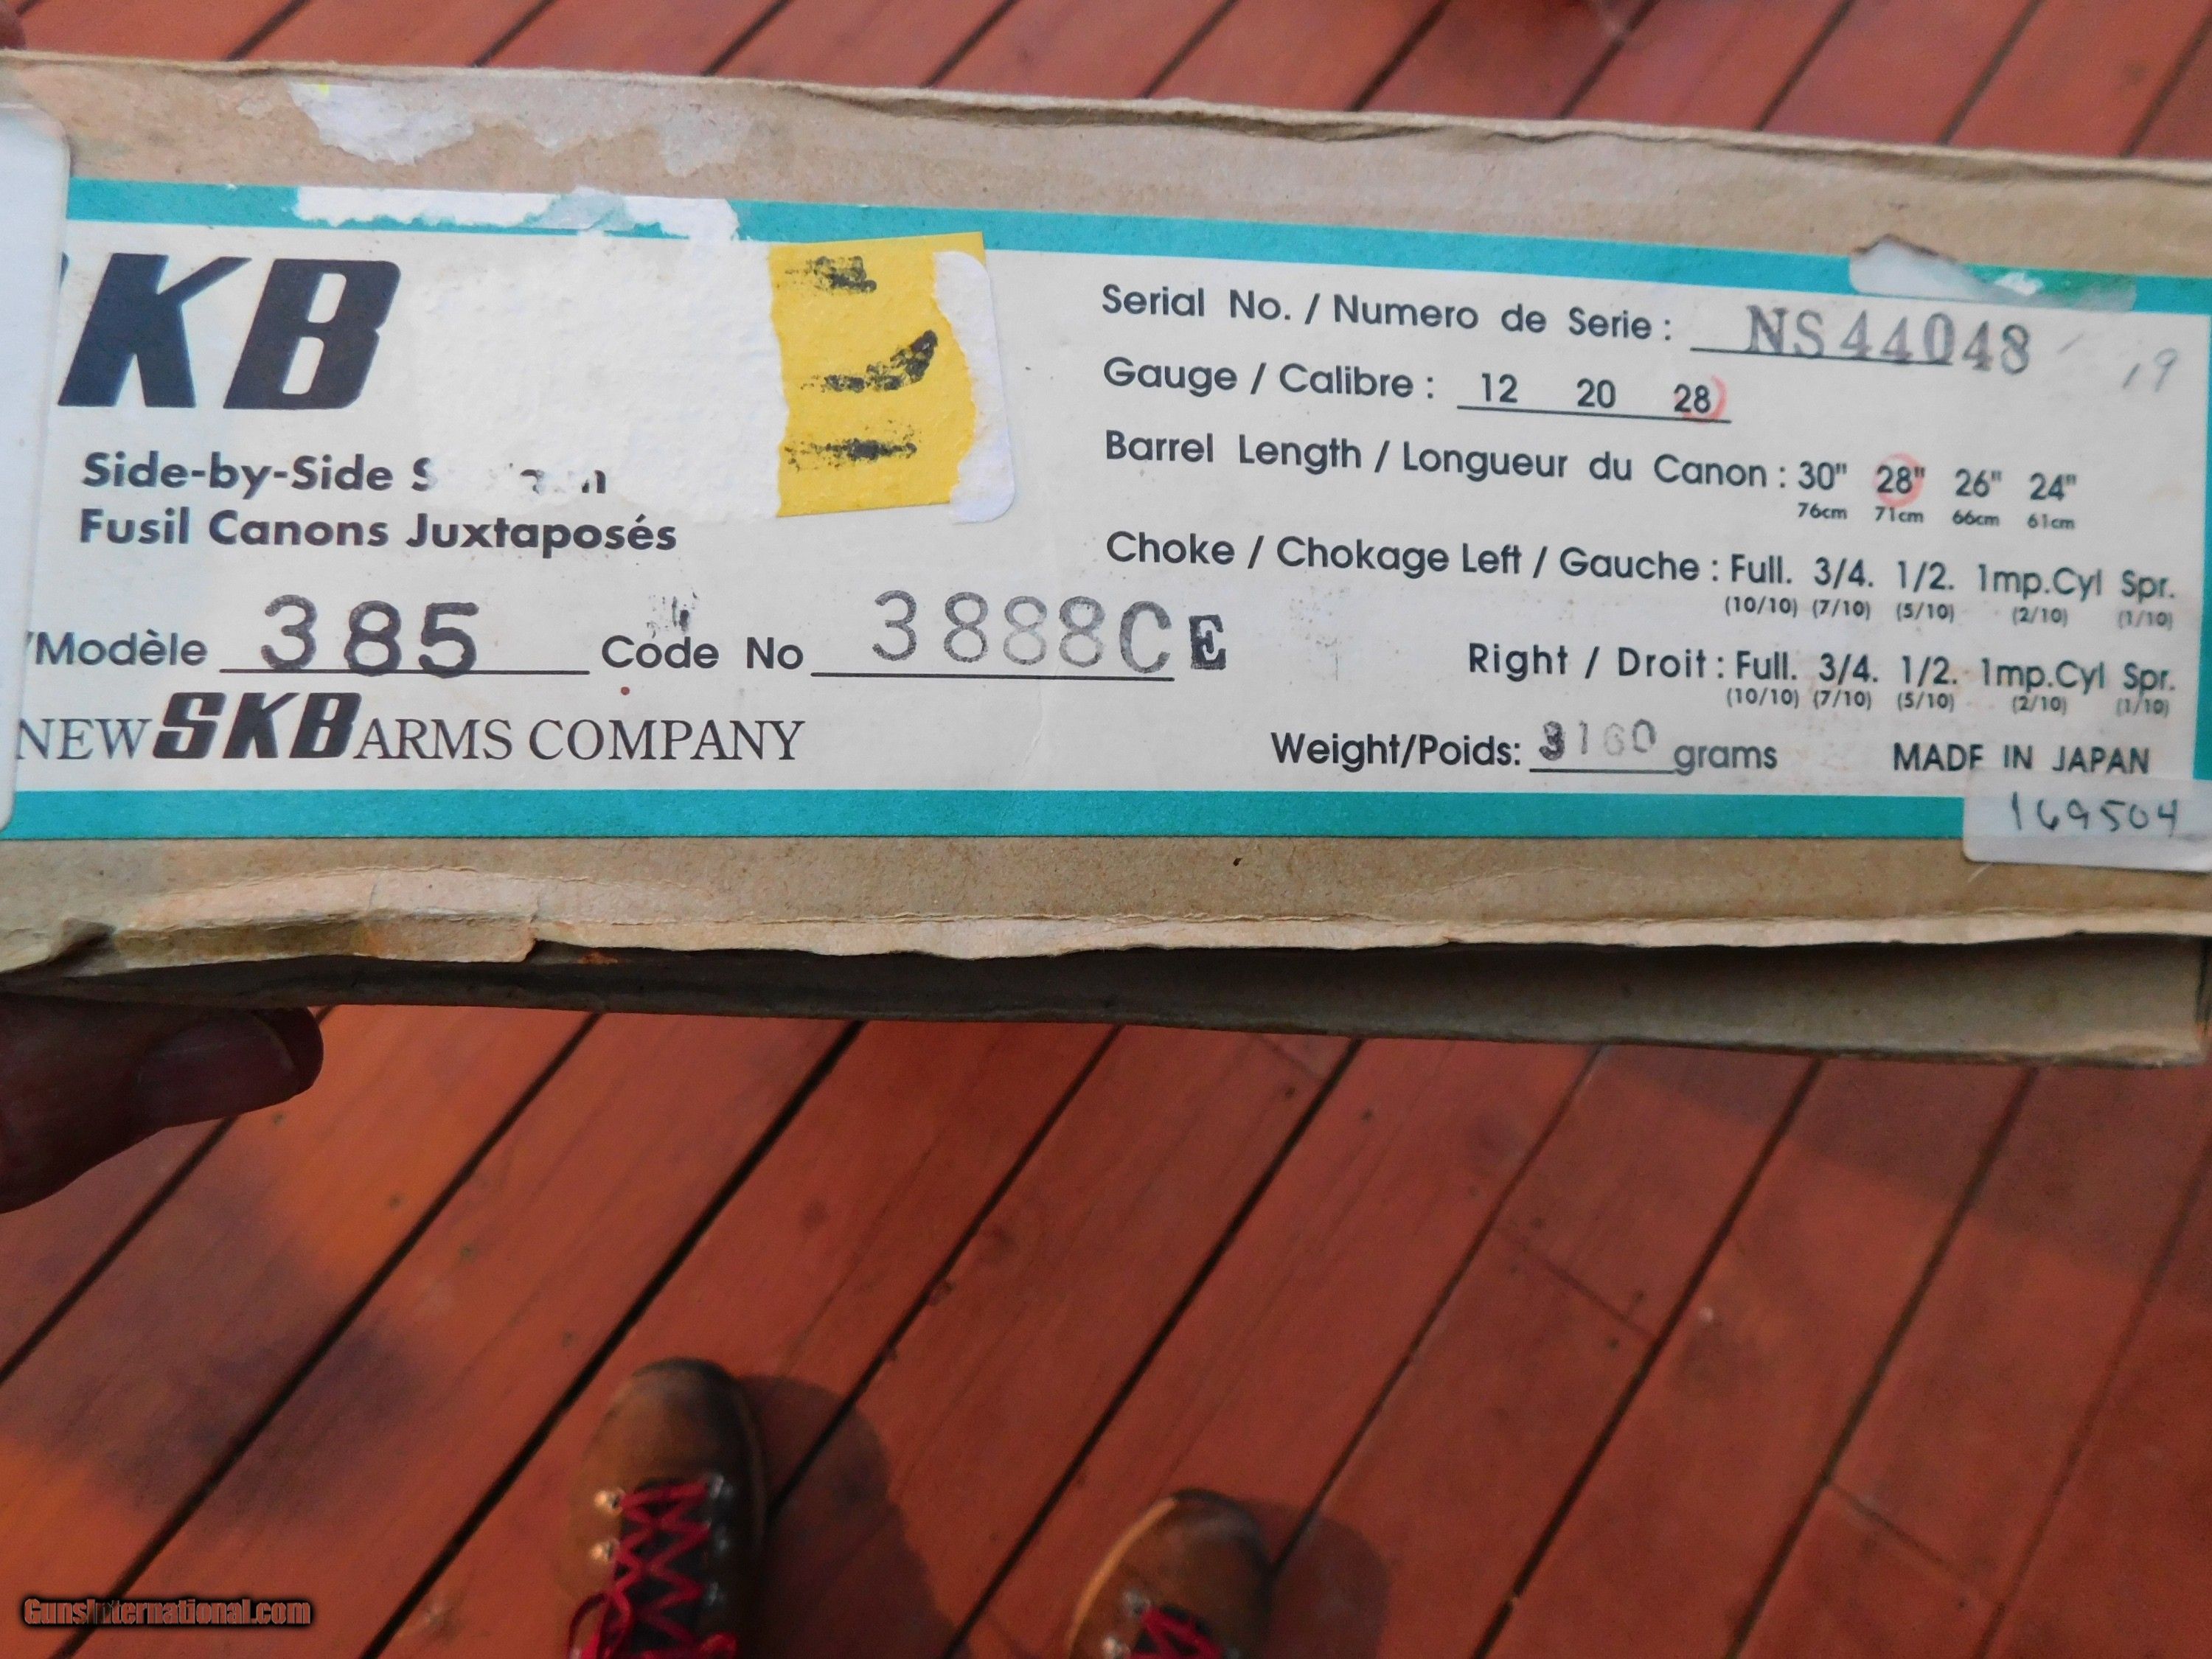 KB
Side-by-Side
Fusil Canons Juxtaposés
/Modèle 385 Code No 3888CE
NEW SKB ARMS COMPANY
Serial No. / Numero de Serie : NS44048 19
Gauge / Calibre : 12 20 28
Barrel Length / Longueur du Canon : 30" 28" 26" 24"
76cm 71cm 66cm 61cm
Choke / Chokage Left / Gauche : Full. 3/4. 1/2. 1mp.Cyl Spr.
(10/10) (7/10) (5/10) (2/10) (1/10)
Right / Droit : Full. 3/4. 1/2. 1mp.Cyl Spr.
(10/10) (7/10) (5/10) (2/10) (1/10)
Weight/Poids: 3160 grams MADE IN JAPAN
169504
GunsInternational.com